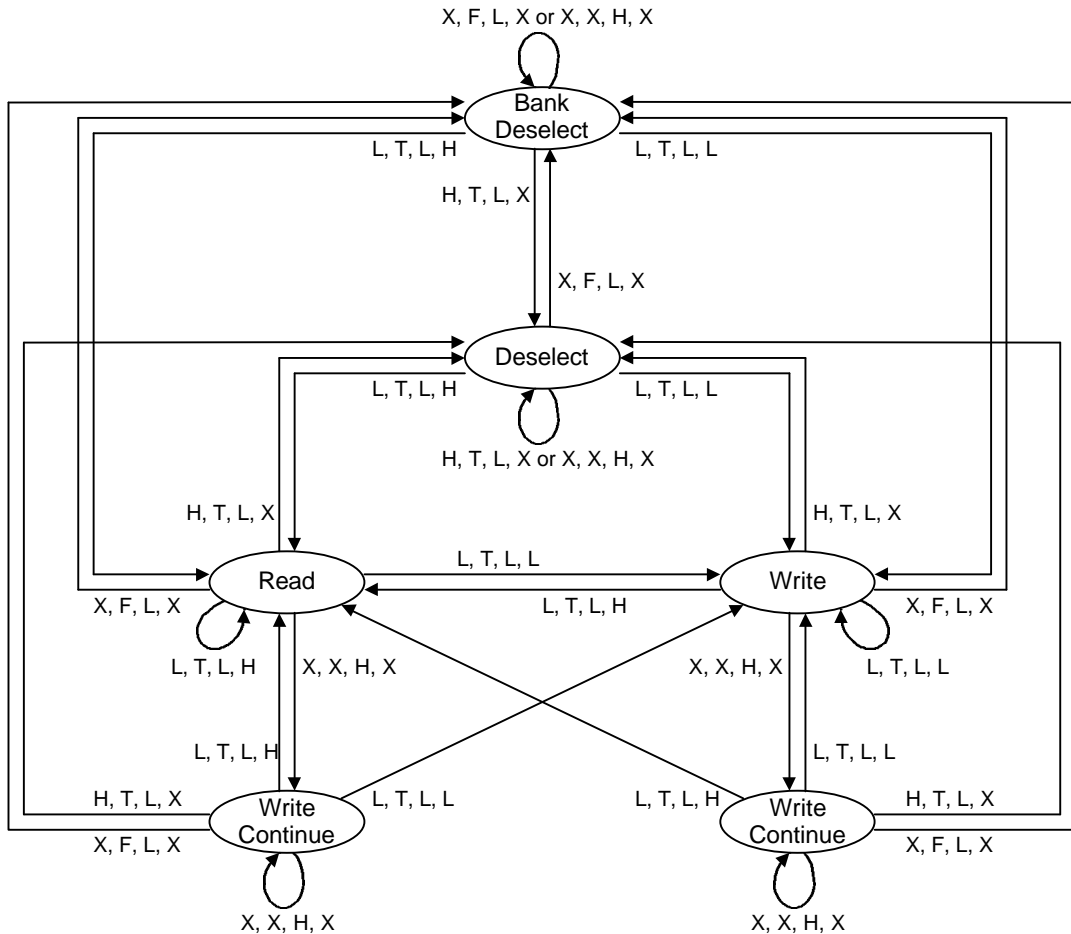 X, F, L, X or X, X, H, X
Bank
Deselect
L, T, L, H
L, T, L, L
H, T, L, X
X, F, L, X
Deselect
L, T, L, H
L, T, L, L
H, T, L, X or X, X, H, X
H, T, L, X
H, T, L, X
L, T, L, L
Read
Write
X, F, L, X
L, T, L, H
X, F, L, X
L, T, L, H
X, X, H, X
X, X, H, X
L, T, L, L
L, T, L, H
L, T, L, L
H, T, L, X
Write
Continue
L, T, L, L
L, T, L, H
Write
Continue
H, T, L, X
X, F, L, X
X, F, L, X
X, X, H, X
X, X, H, X